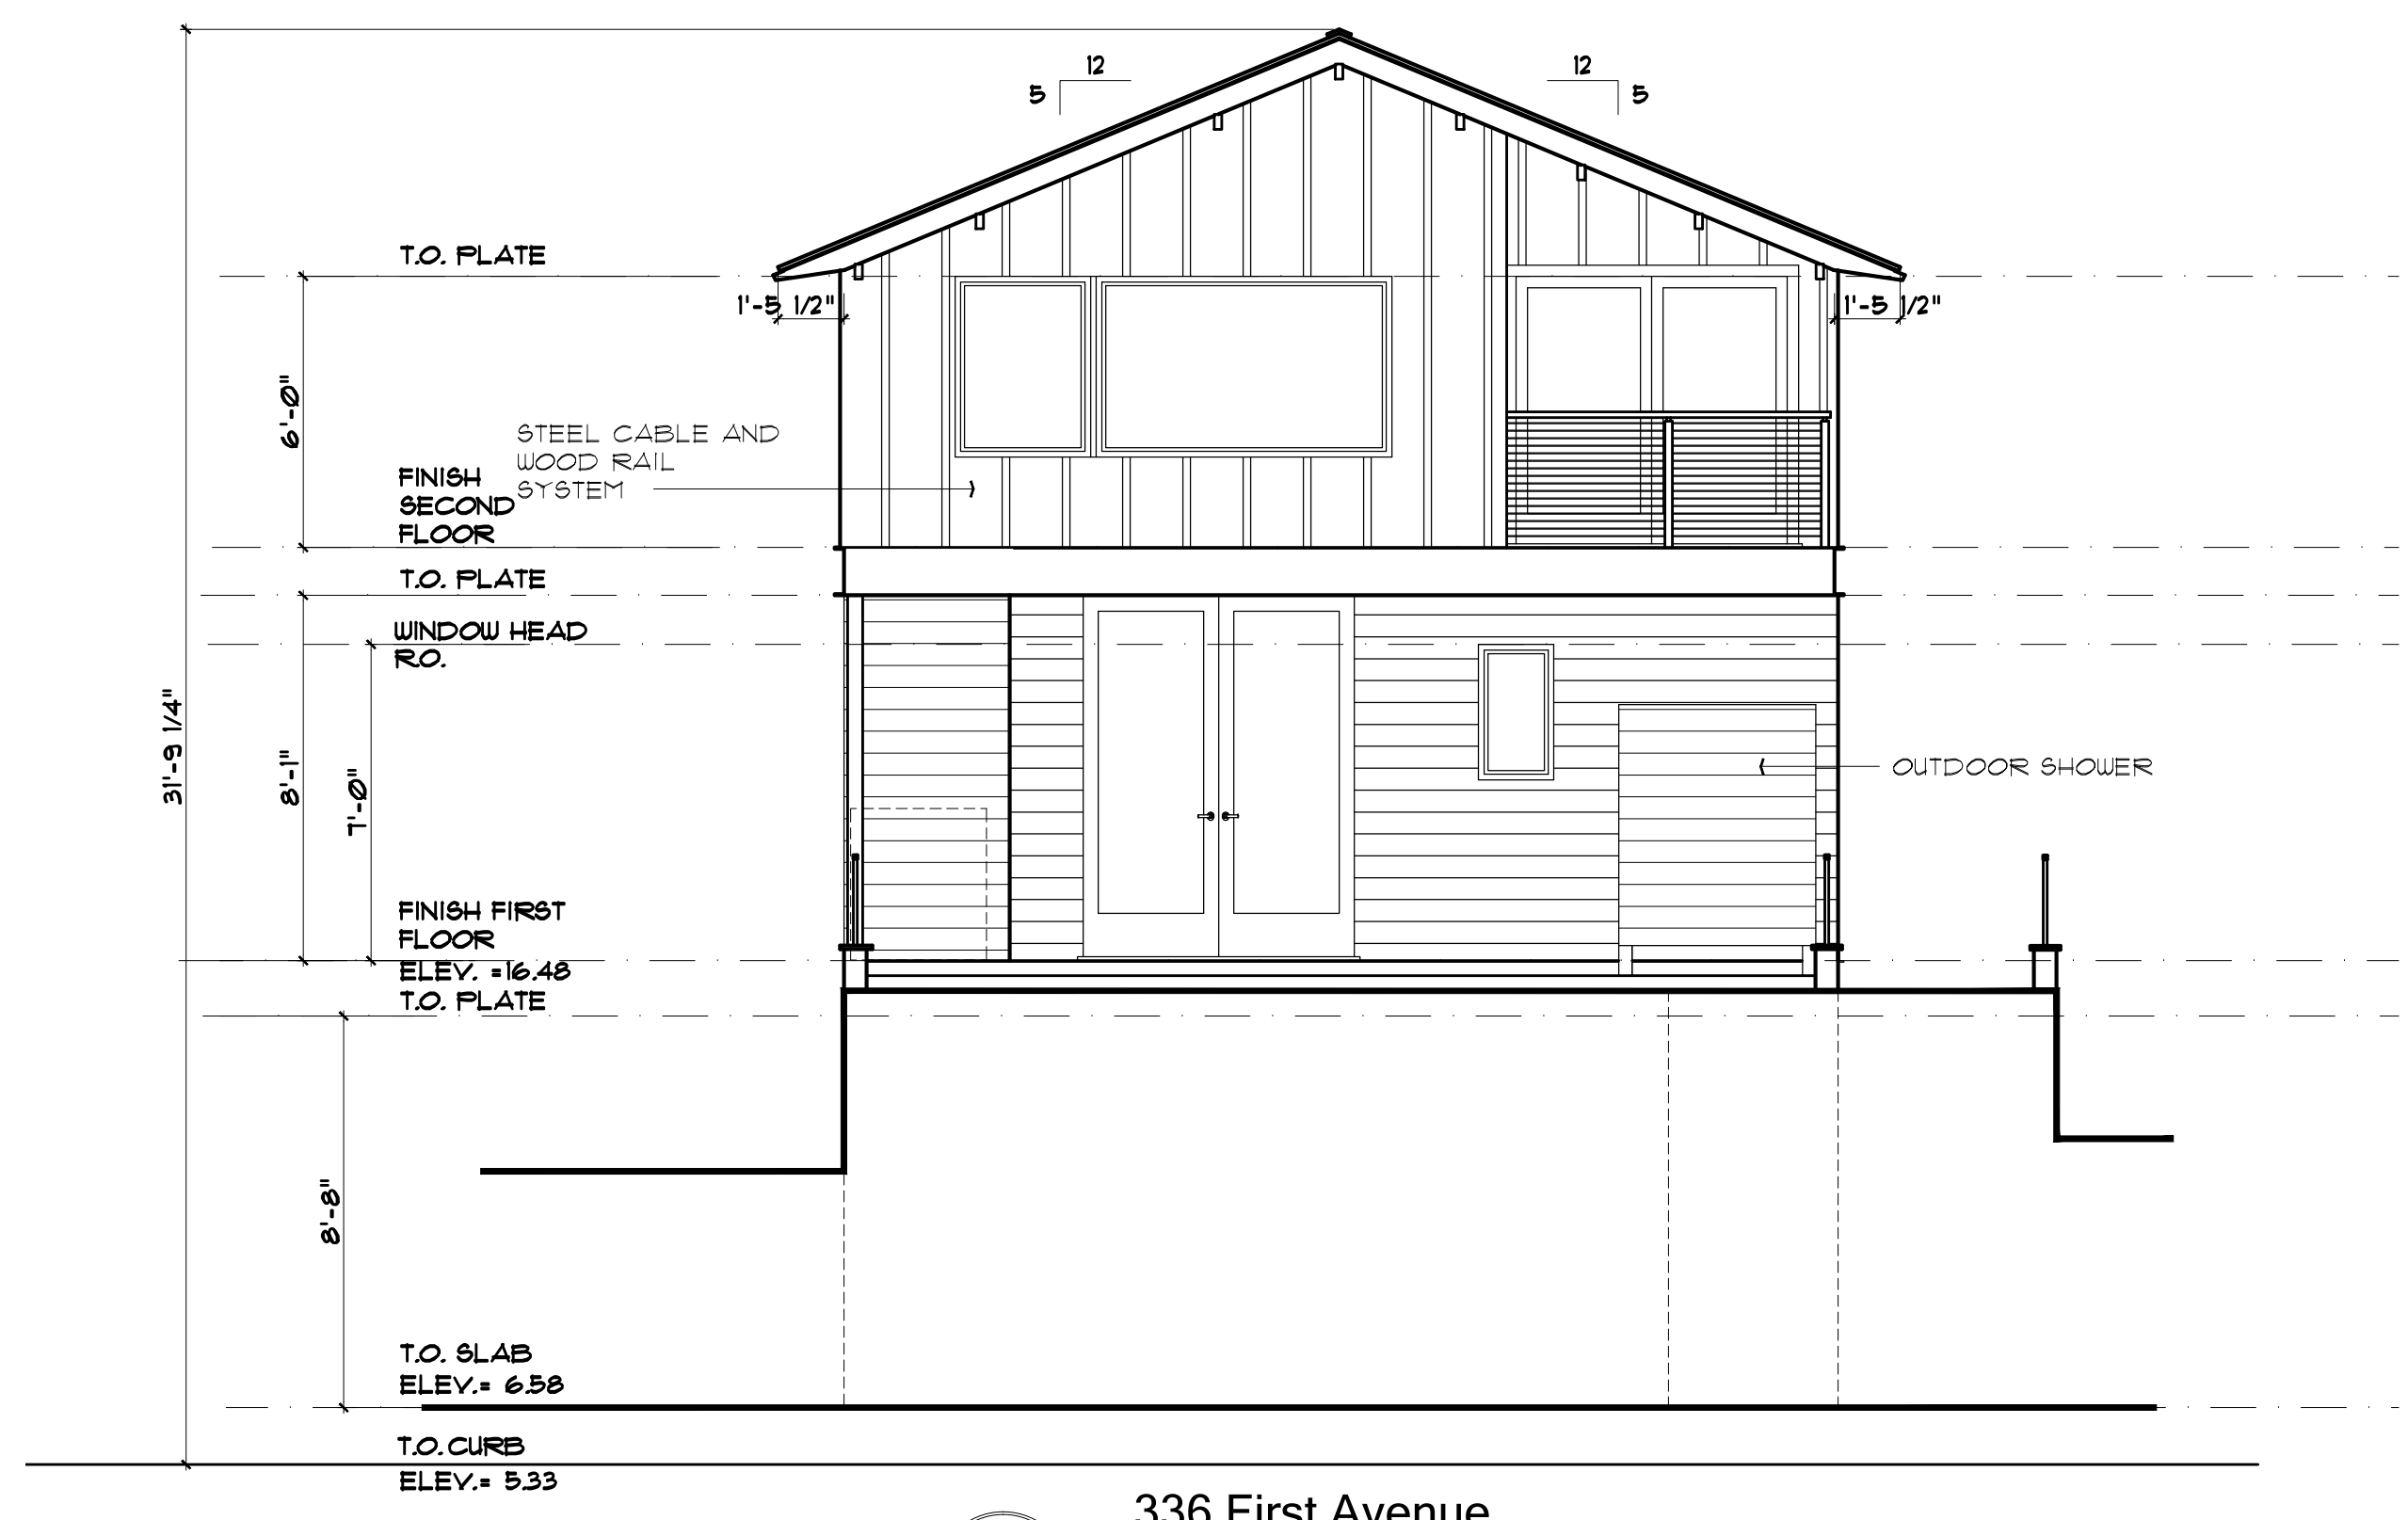 12
5
12
5
T.O. PLATE
1'-5 1/2"
1'-5 1/2"
6'-0"
STEEL CABLE AND
WOOD RAIL
SYSTEM
FINISH
SECOND
FLOOR
T.O. PLATE
WINDOW HEAD
R.O.
31'-9 1/4"
8'-1"
7'-0"
OUTDOOR SHOWER
FINISH FIRST
FLOOR
ELEV. =16.48
T.O. PLATE
8'-8"
T.O. SLAB
ELEV.= 6.58
T.O. CURB
ELEV.= 5.33
336 First Avenue